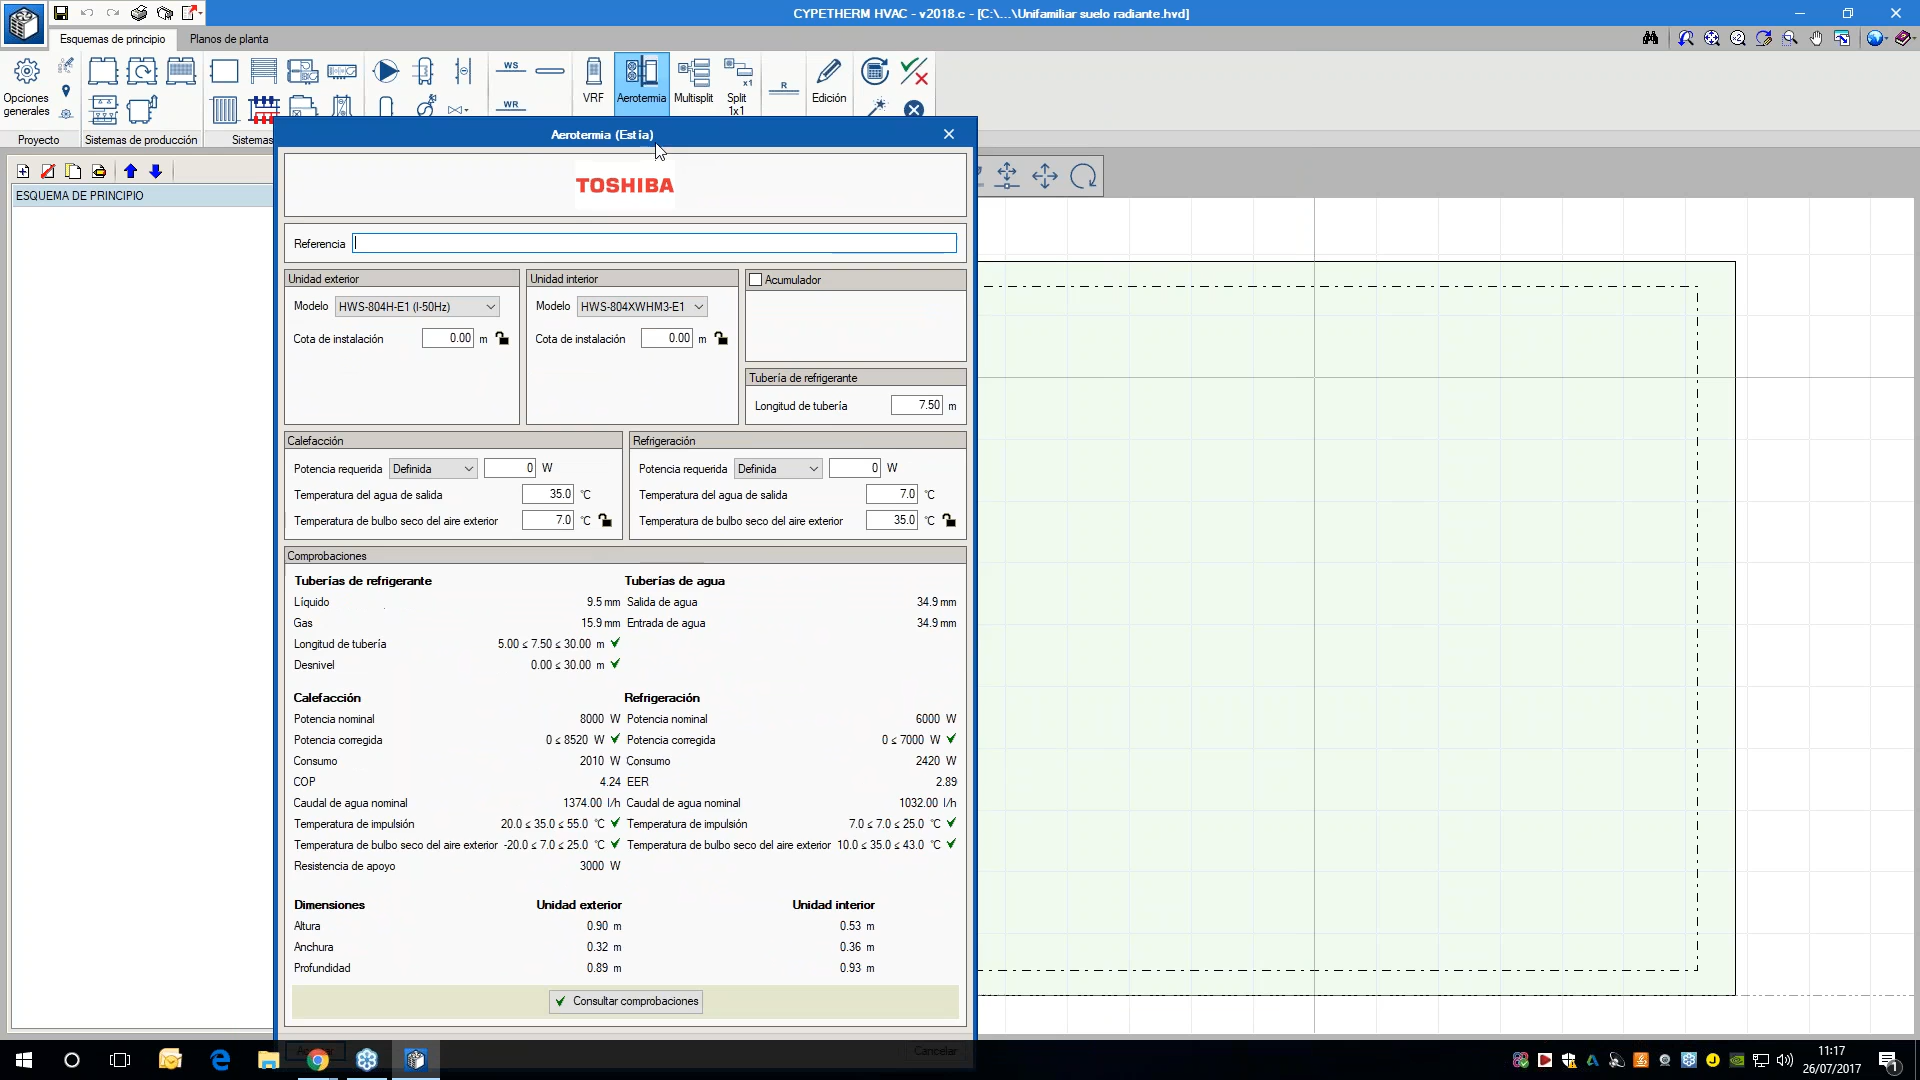 CYPETHERM HVAC - v2018.c - [C:\...\Unifamiliar suelo radiante.hvd]
Esquemas de principio
Planos de planta
Opciones generales
WS
WR
VRF
Aerotermia
Multisplit
Split 1x1
x1
R
Edición
Proyecto
Sistemas de producción
Sistemas
ESQUEMA DE PRINCIPIO
Aerotermia (Estía)
TOSHIBA
Referencia
Unidad exterior
Modelo HWS-804H-E1 (I-50Hz)
Cota de instalación 0.00 m
Unidad interior
Modelo HWS-804XWHM3-E1
Cota de instalación 0.00 m
Acumulador
Tubería de refrigerante
Longitud de tubería 7.50 m
Calefacción
Potencia requerida Definida 0 W
Temperatura del agua de salida 35.0 °C
Temperatura de bulbo seco del aire exterior 7.0 °C
Refrigeración
Potencia requerida Definida 0 W
Temperatura del agua de salida 7.0 °C
Temperatura de bulbo seco del aire exterior 35.0 °C
Comprobaciones
Tuberías de refrigerante Tuberías de agua
Líquido 9.5 mm Salida de agua 34.9 mm
Gas 15.9 mm Entrada de agua 34.9 mm
Longitud de tubería 5.00 ≤ 7.50 ≤ 30.00 m
Desnivel 0.00 ≤ 30.00 m
Calefacción Refrigeración
Potencia nominal 8000 W Potencia nominal 6000 W
Potencia corregida 0 ≤ 8520 W Potencia corregida 0 ≤ 7000 W
Consumo 2010 W Consumo 2420 W
COP 4.24 EER 2.89
Caudal de agua nominal 1374.00 l/h Caudal de agua nominal 1032.00 l/h
Temperatura de impulsión 20.0 ≤ 35.0 ≤ 55.0 °C Temperatura de impulsión 7.0 ≤ 7.0 ≤ 25.0 °C
Temperatura de bulbo seco del aire exterior -20.0 ≤ 7.0 ≤ 25.0 °C Temperatura de bulbo seco del aire exterior 10.0 ≤ 35.0 ≤ 43.0 °C
Resistencia de apoyo 3000 W
Dimensiones Unidad exterior Unidad interior
Altura 0.90 m 0.53 m
Anchura 0.32 m 0.36 m
Profundidad 0.89 m 0.93 m
Consultar comprobaciones
Cancelar
11:17
26/07/2017
1